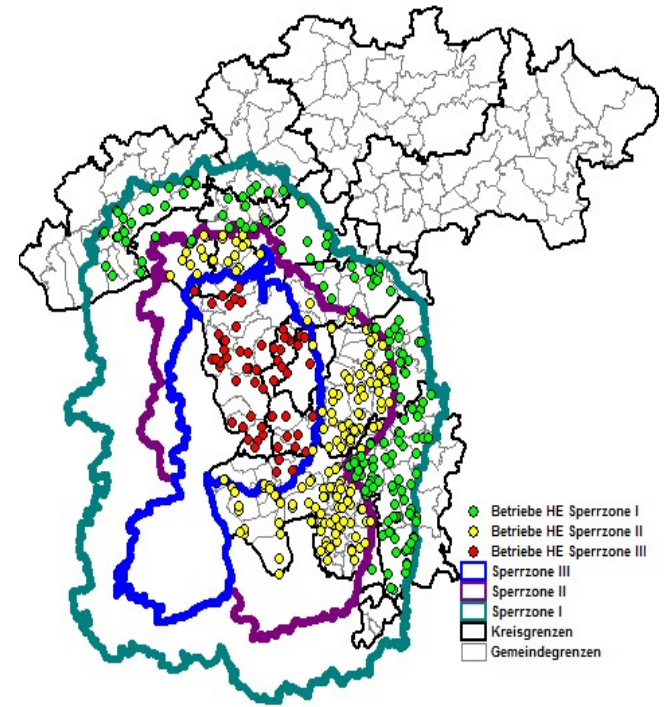 Betriebe HE Sperrzone I
Betriebe HE Sperrzone II
Betriebe HE Sperrzone III
Sperrzone III
Sperrzone II
Sperrzone I
Kreisgrenzen
Gemeindegrenzen